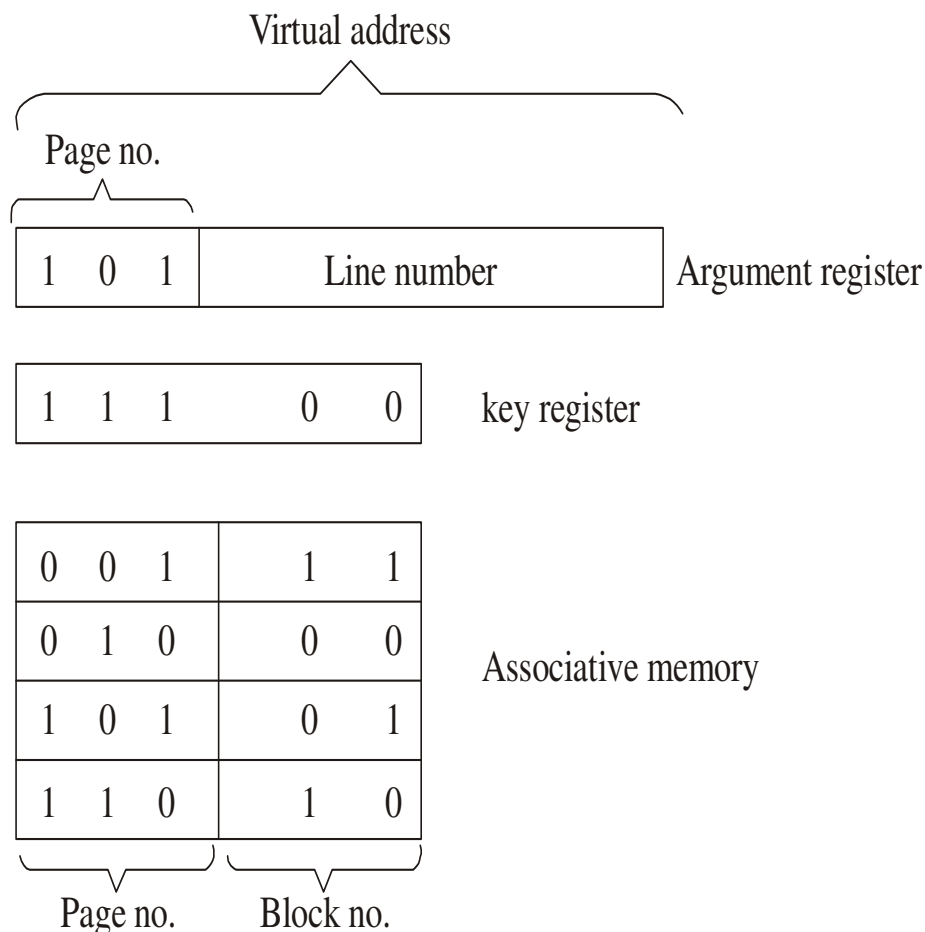 Virtual address
Page no.
1 0 1 Line number Argument register
1 1 1 0 0 key register
0 0 1 1 1
0 1 0 0 0
Associative memory
1 0 1 0 1
1 1 0 1 0
Page no. Block no.